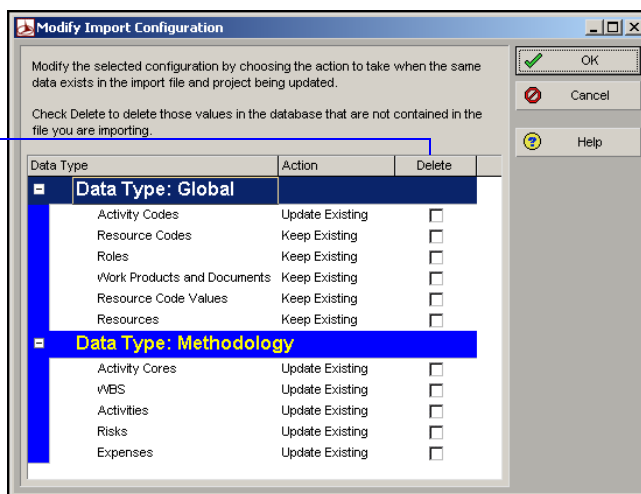 Modify Import Configuration
Modify the selected configuration by choosing the action to take when the same
data exists in the import file and project being updated.
Check Delete to delete those values in the database that are not contained in the
file you are importing.
OK
Cancel
Help
Data Type Action Delete
Data Type: Global
Activity Codes Update Existing
Resource Codes Keep Existing
Roles Keep Existing
Work Products and Documents Keep Existing
Resource Code Values Keep Existing
Resources Keep Existing
Data Type: Methodology
Activity Cores Update Existing
WBS Update Existing
Activities Update Existing
Risks Update Existing
Expenses Update Existing